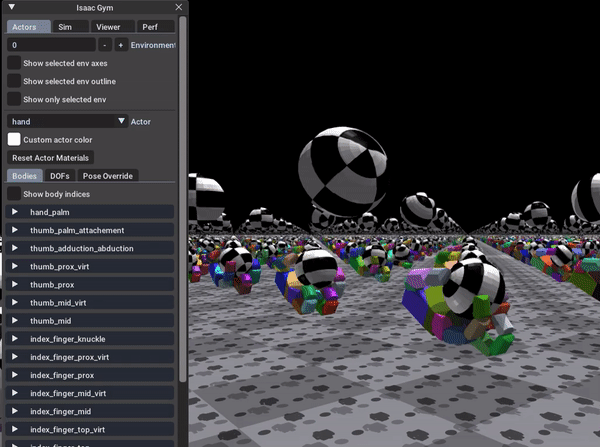 Isaac Gym
Actors Sim Viewer Perf
0 - + Environment
Show selected env axes
Show selected env outline
Show only selected env
hand Actor
Custom actor color
Reset Actor Materials
Bodies DOFs Pose Override
Show body indices
hand_palm
thumb_palm_attachement
thumb_adduction_abduction
thumb_prox_virt
thumb_prox
thumb_mid_virt
thumb_mid
index_finger_knuckle
index_finger_prox_virt
index_finger_prox
index_finger_mid_virt
index_finger_mid
index_finger_top_virt